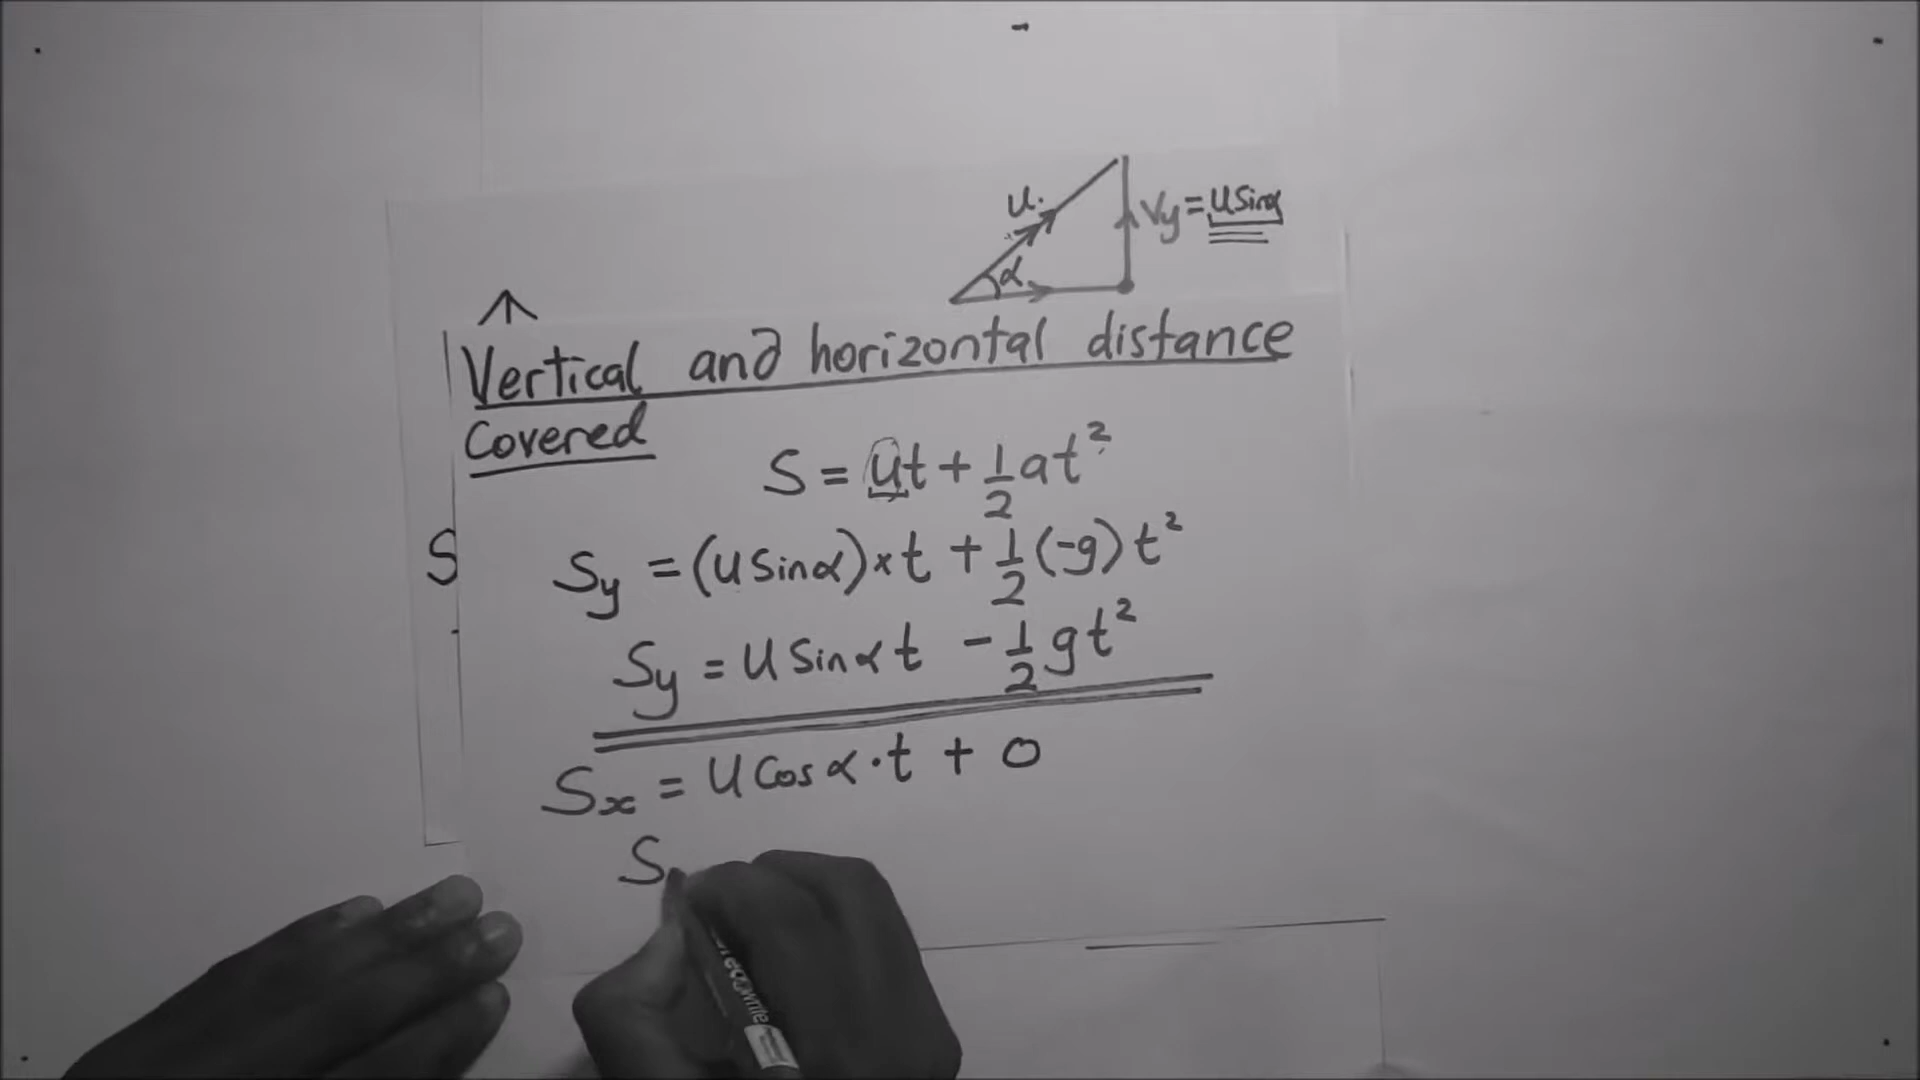 u.
Vy = u Sinα
α
Vertical and horizontal distance
Covered
S = ut + 1/2 at²
S
Sy = (u Sinα) × t + 1/2 (-g) t²
Sy = u Sinα t - 1/2 gt²
Sx = u Cos α · t + 0
S